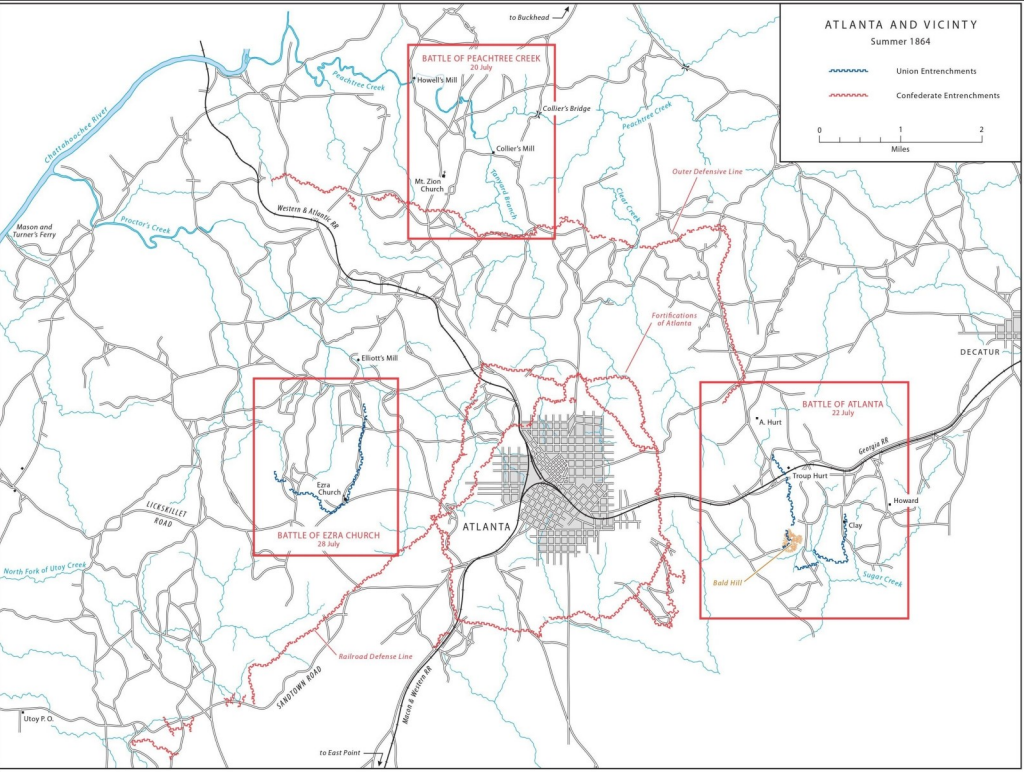 to Buckhead
ATLANTA AND VICINTY
Summer 1864
Union Entrenchments
Confederate Entrenchments
0
1
2
Miles
BATTLE OF PEACHTREE CREEK
20 July
Howell's Mill
Peachtree Creek
Collier's Bridge
Peachtree Creek
Chattahoochee River
Collier's Mill
Mt. Zion
Church
Tanyard Branch
Clear Creek
Outer Defensive Line
Western & Atlantic RR
Proctor's Creek
Mason and
Turner's Ferry
Fortifications
of Atlanta
Elliott's Mill
DECATUR
BATTLE OF ATLANTA
22 July
A. Hurt
Georgia RR
Troup Hurt
Howard
Clay
Bald Hill
Sugar Creek
Ezra
Church
LICKSKILLET
ROAD
BATTLE OF EZRA CHURCH
28 July
ATLANTA
North Fork of Utoy Creek
Railroad Defense Line
SANDTOWN ROAD
Macon & Western RR
Utoy P. O.
to East Point